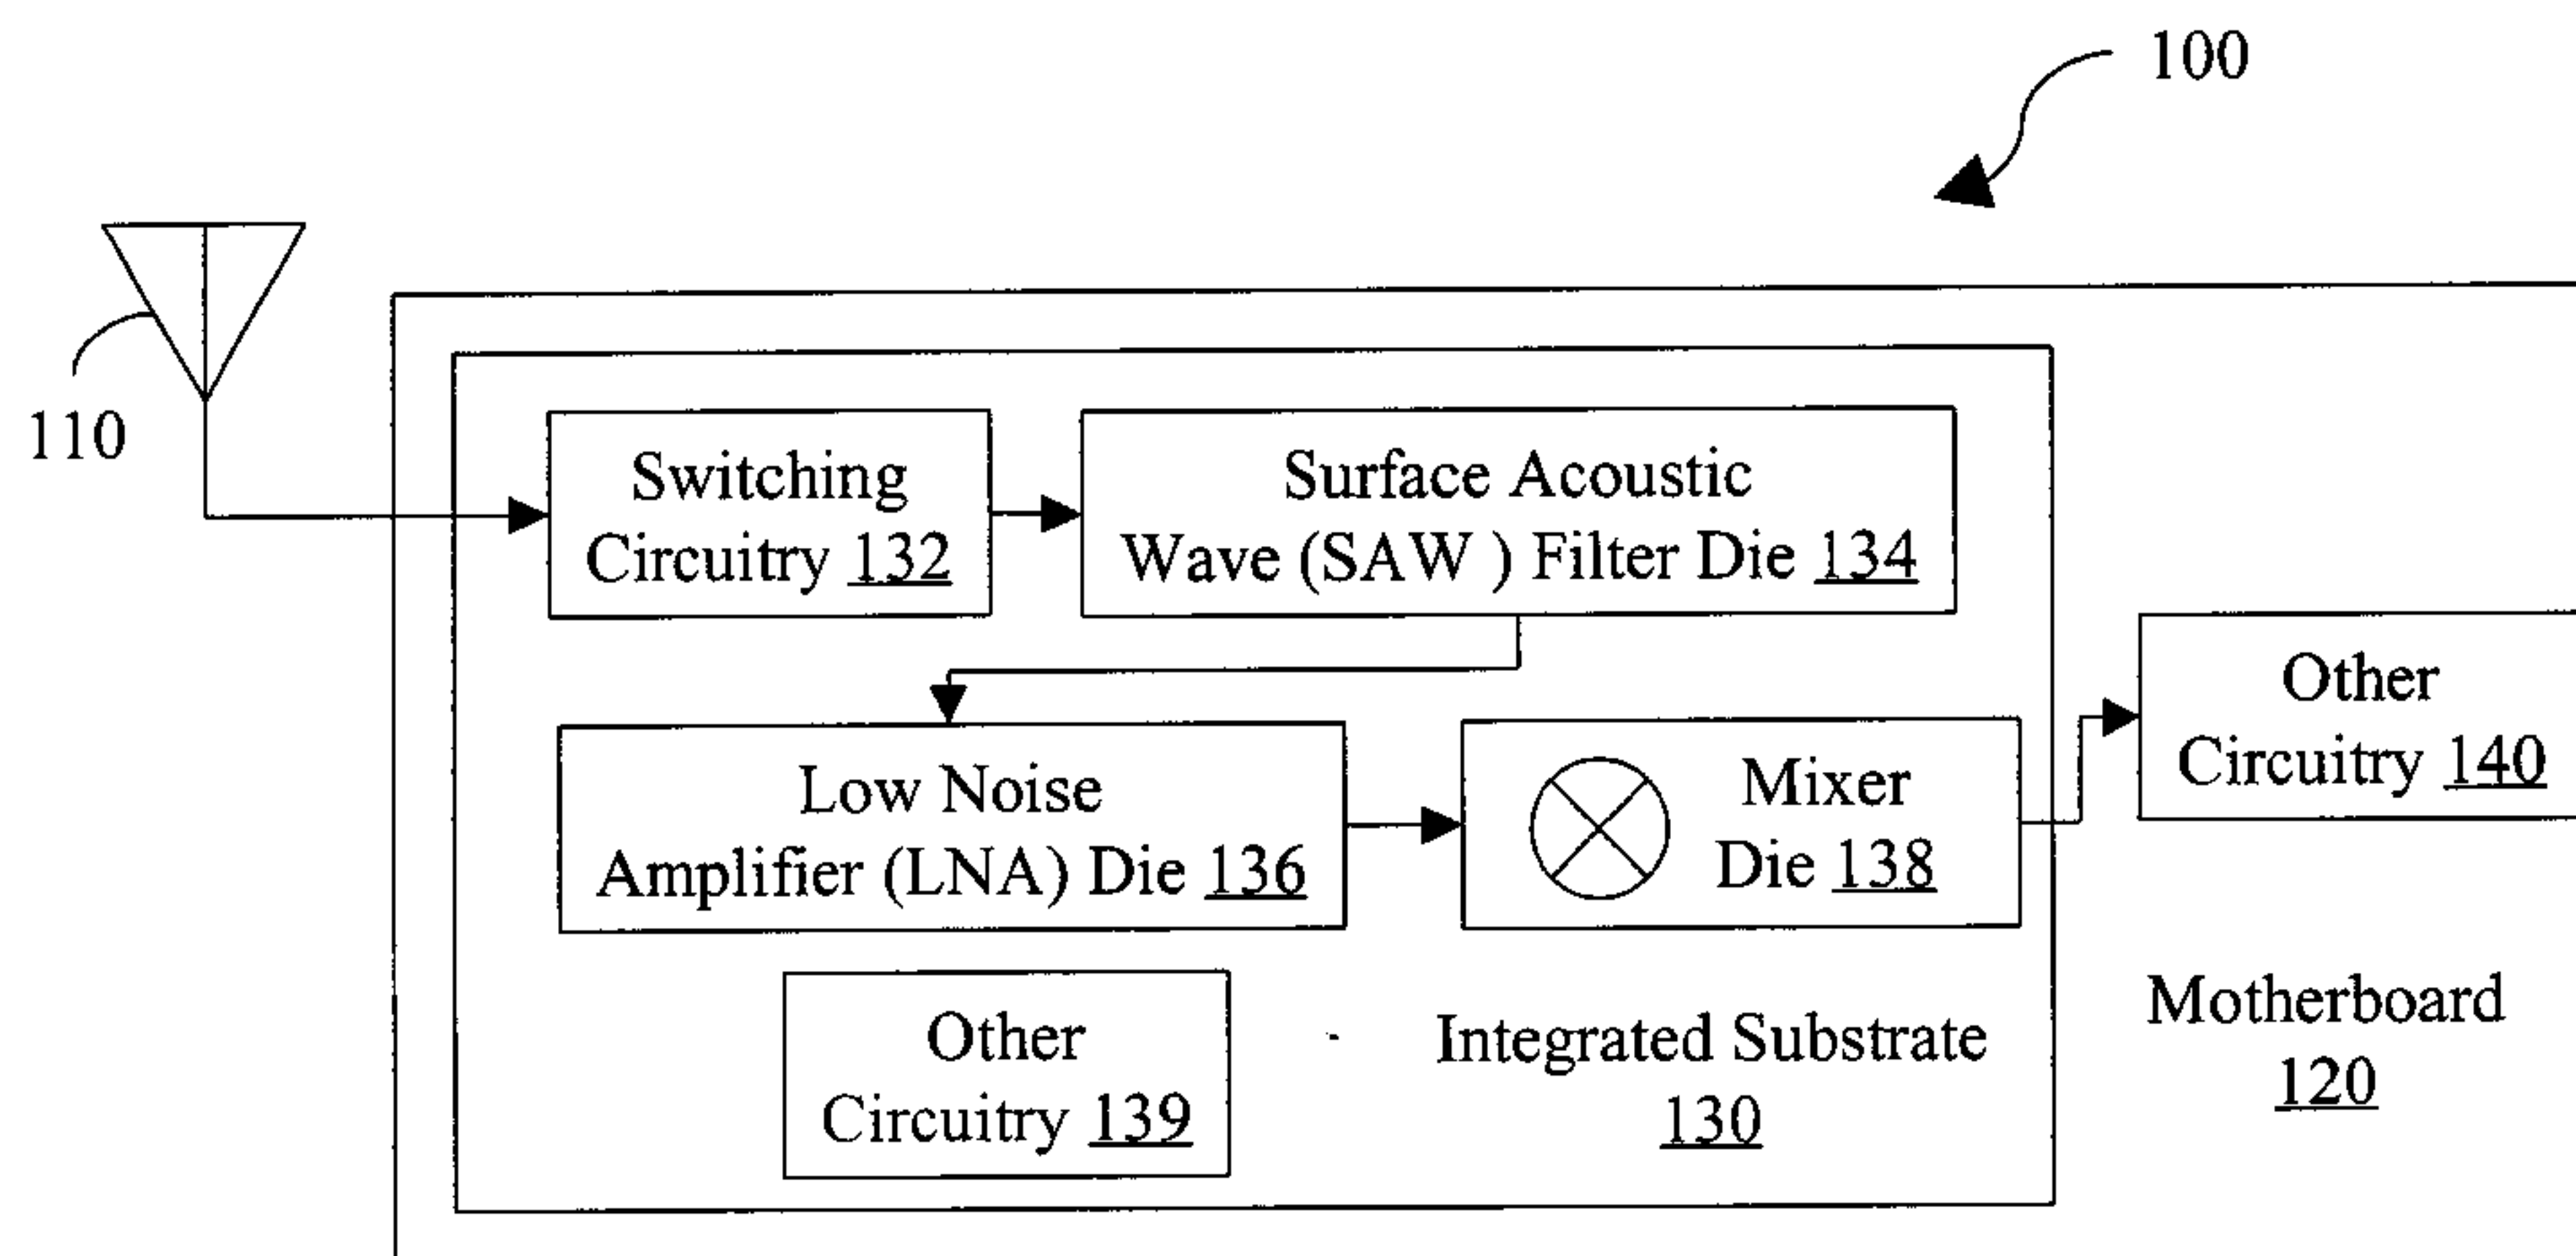 100
110
Switching
Circuitry 132
Surface Acoustic
Wave (SAW ) Filter Die 134
Low Noise
Amplifier (LNA) Die 136
Mixer
Die 138
Other
Circuitry 140
Other
Circuitry 139
Integrated Substrate
130
Motherboard
120